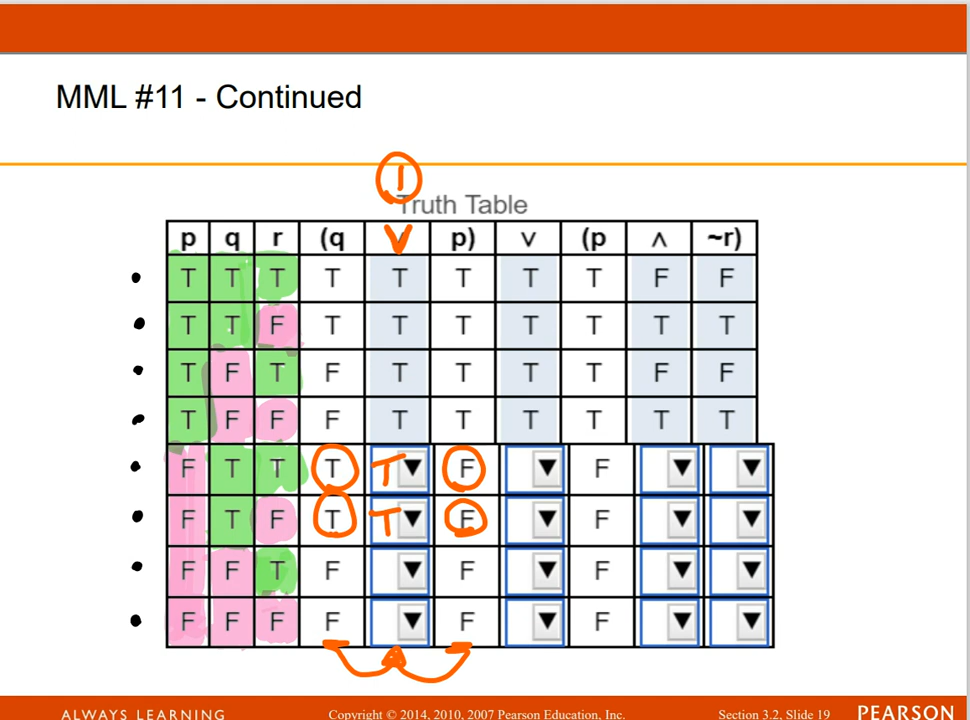 MML #11 - Continued
1
Truth Table
p q r (q v p) ∨ (p ∧ ~r)
T T T T T T T T F F
T T F T T T T T T T
T F T F T T T T F F
T F F F T T T T T T
F T T T T F F
F T F T T F F
F F T F F F
F F F F F F
ALWAYS LEARNING Copyright © 2014, 2010, 2007 Pearson Education, Inc. Section 3.2, Slide 19 PEARSON